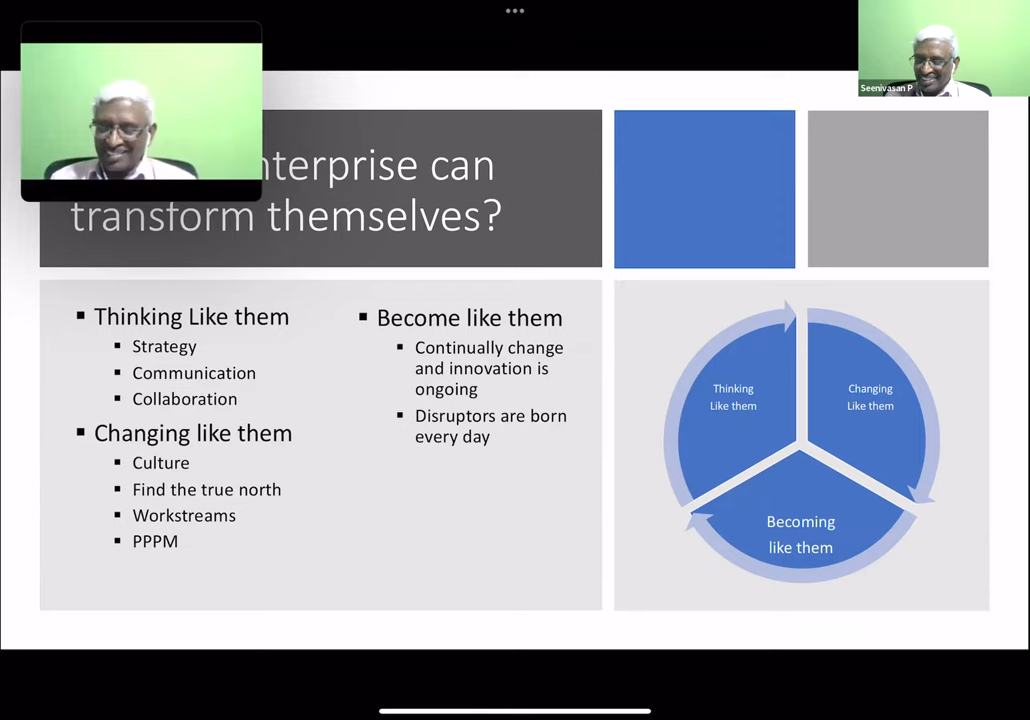 Seenivasan P
nterprise can
transform themselves?
▪ Thinking Like them
▪ Strategy
▪ Communication
▪ Collaboration
▪ Changing like them
▪ Culture
▪ Find the true north
▪ Workstreams
▪ PPPM
▪ Become like them
▪ Continually change
and innovation is
ongoing
▪ Disruptors are born
every day
Thinking
Like them
Changing
Like them
Becoming
like them